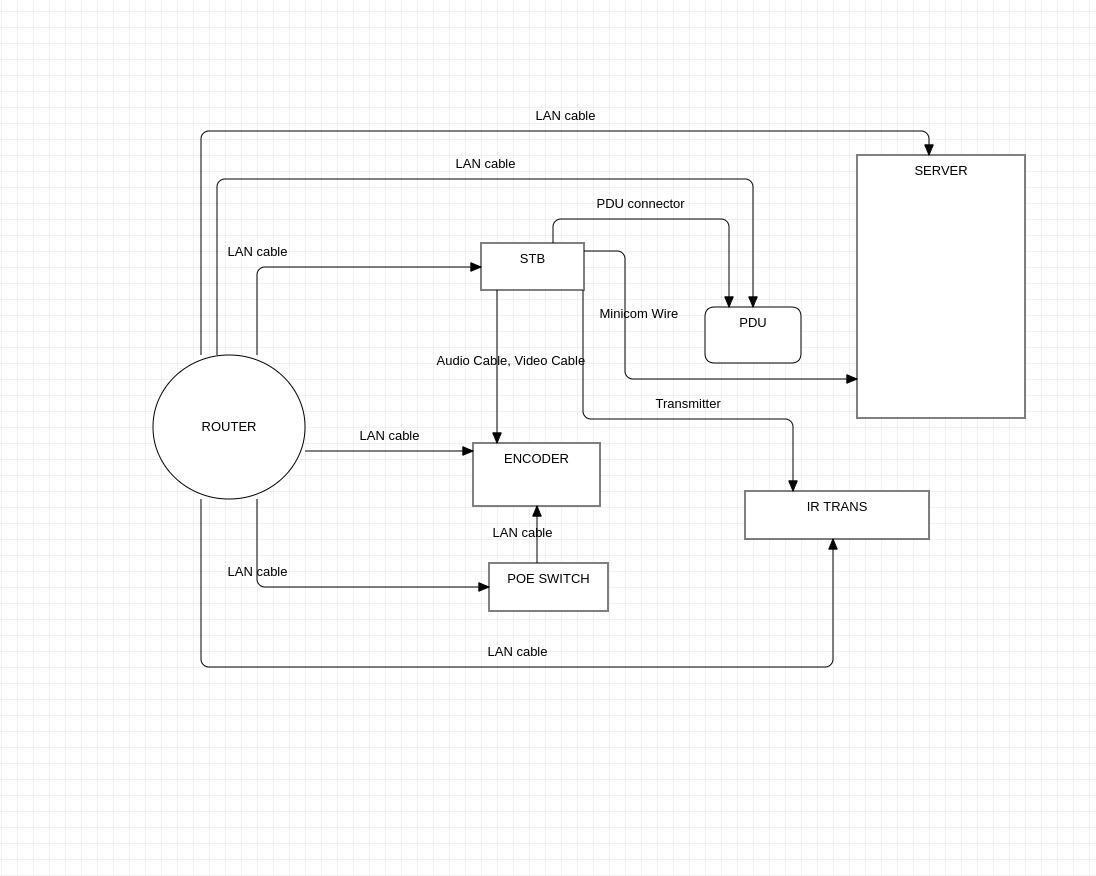 LAN cable
LAN cable
SERVER
PDU connector
LAN cable
STB
Minicom Wire
PDU
Audio Cable, Video Cable
Transmitter
ROUTER
LAN cable
ENCODER
IR TRANS
LAN cable
LAN cable
POE SWITCH
LAN cable